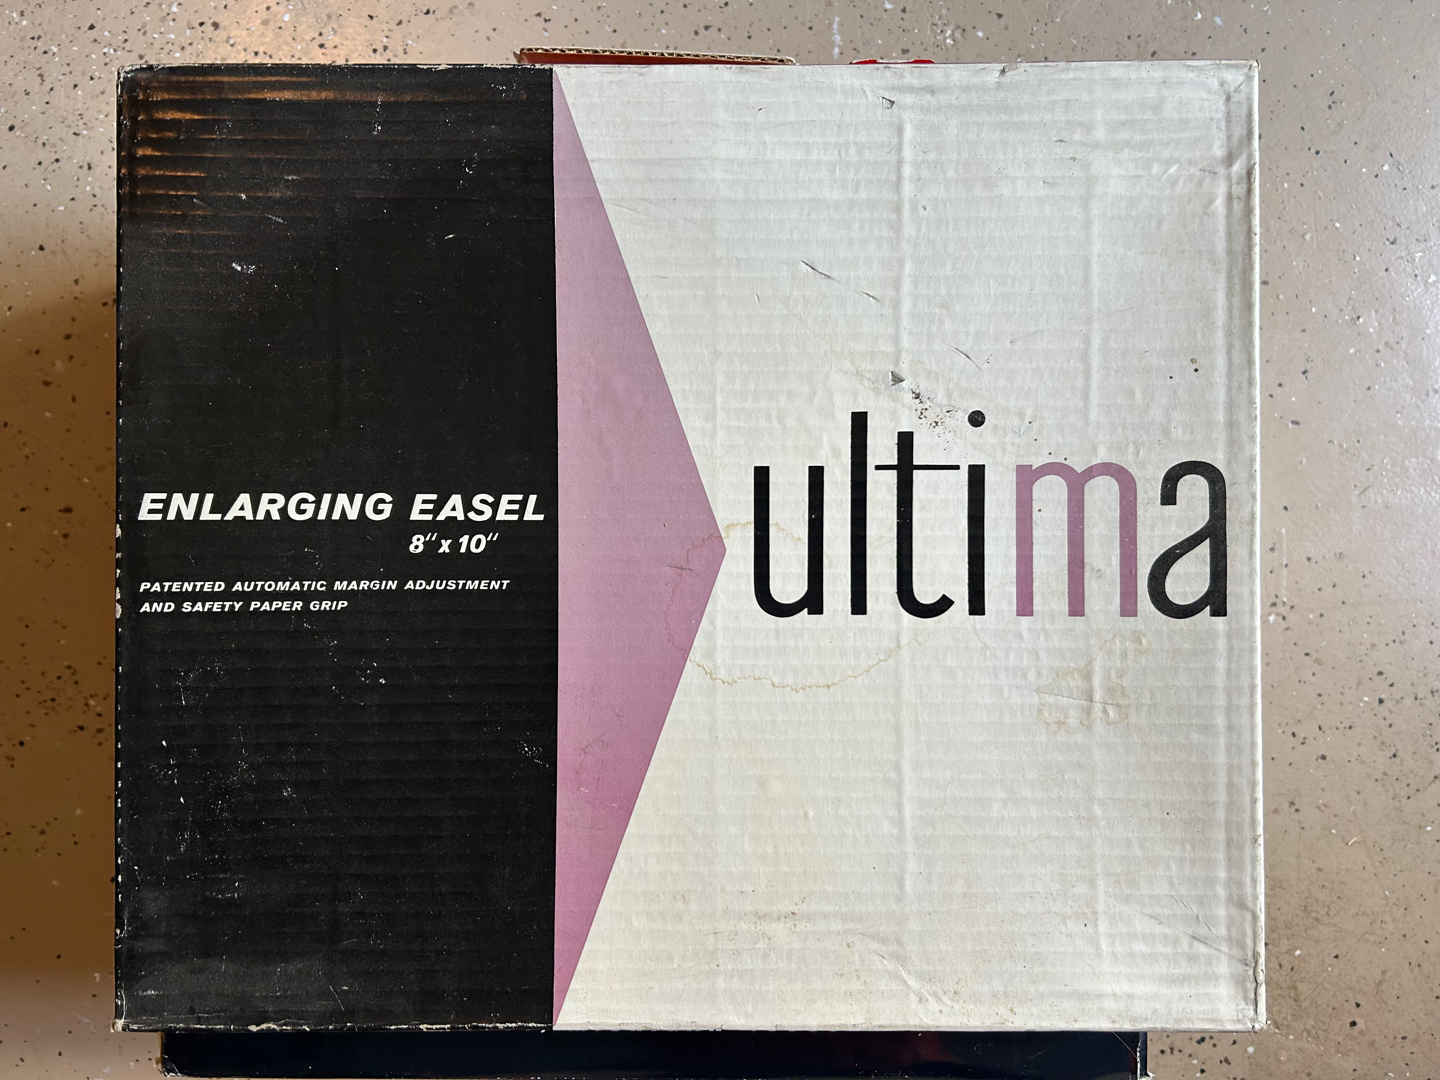 ENLARGING EASEL
8“ x 10“
PATENTED AUTOMATIC MARGIN ADJUSTMENT
AND SAFETY PAPER GRIP
ultima